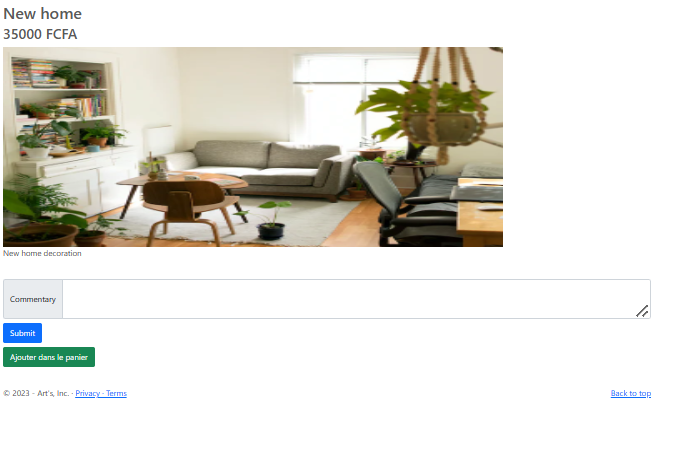 New home
35000 FCFA
New home decoration
Commentary
Submit
Ajouter dans le panier
© 2023 - Art's, Inc. · Privacy · Terms
Back to top